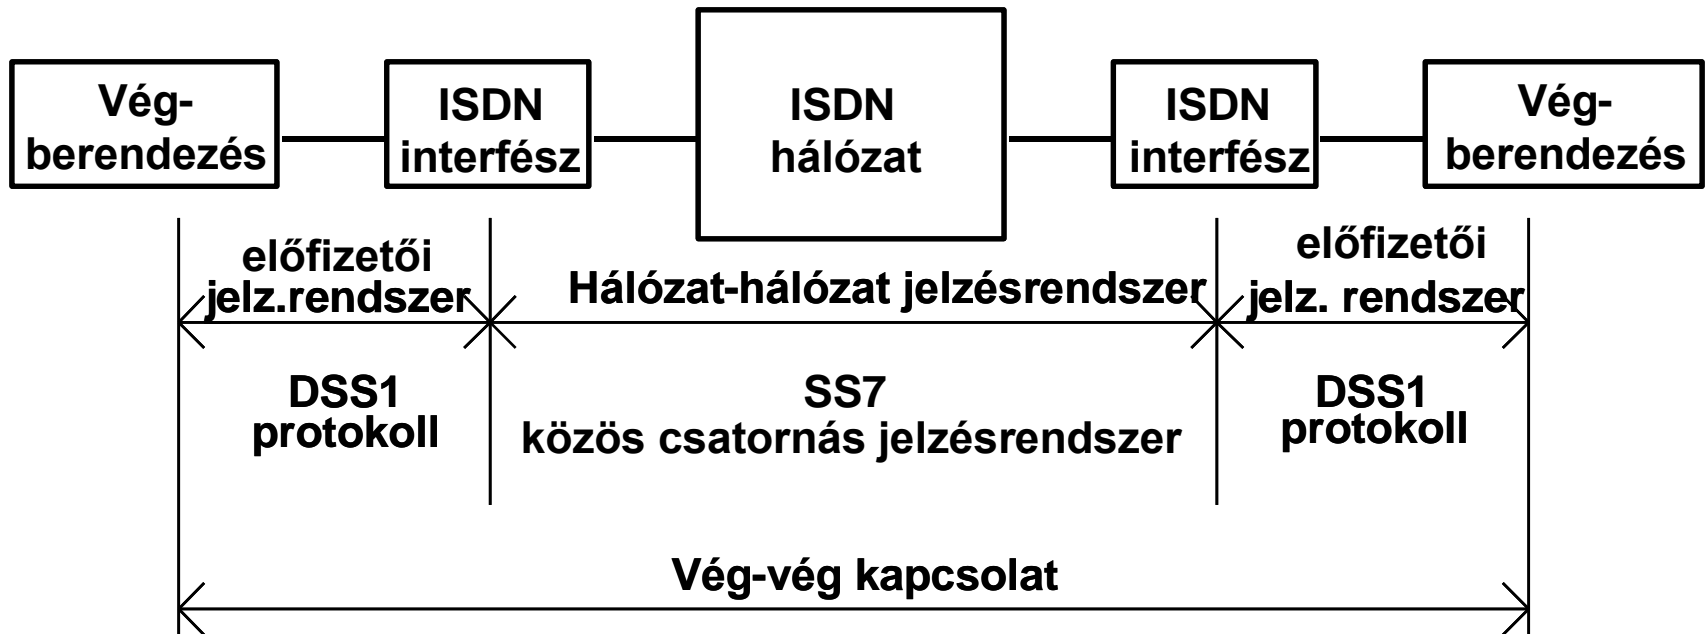 Vég-
berendezés
ISDN
interfész
ISDN
hálózat
ISDN
interfész
Vég-
berendezés
előfizetői
jelz.rendszer
Hálózat-hálózat jelzésrendszer
előfizetői
jelz. rendszer
DSS1
protokoll
SS7
közös csatornás jelzésrendszer
DSS1
protokoll
Vég-vég kapcsolat